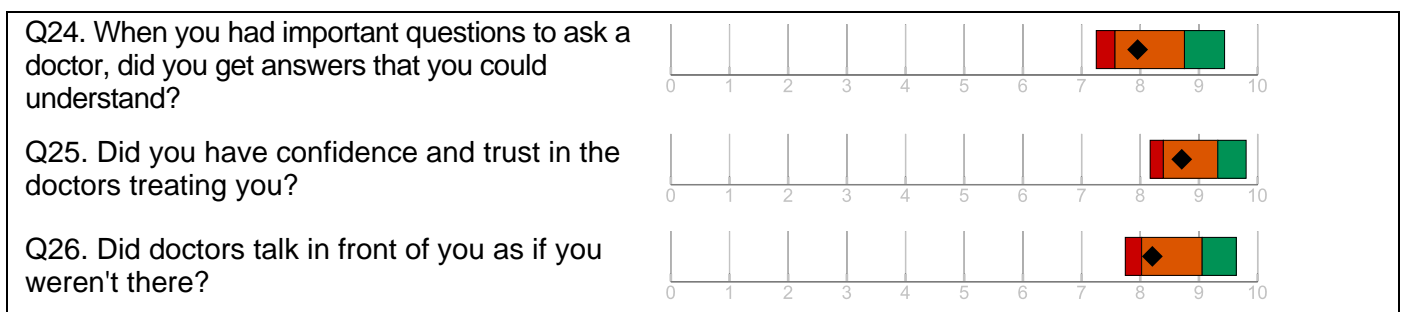 Q24. When you had important questions to ask a
doctor, did you get answers that you could
understand?
0 1 2 3 4 5 6 7 8 9 10
Q25. Did you have confidence and trust in the
doctors treating you?
0 1 2 3 4 5 6 7 8 9 10
Q26. Did doctors talk in front of you as if you
weren't there?
0 1 2 3 4 5 6 7 8 9 10